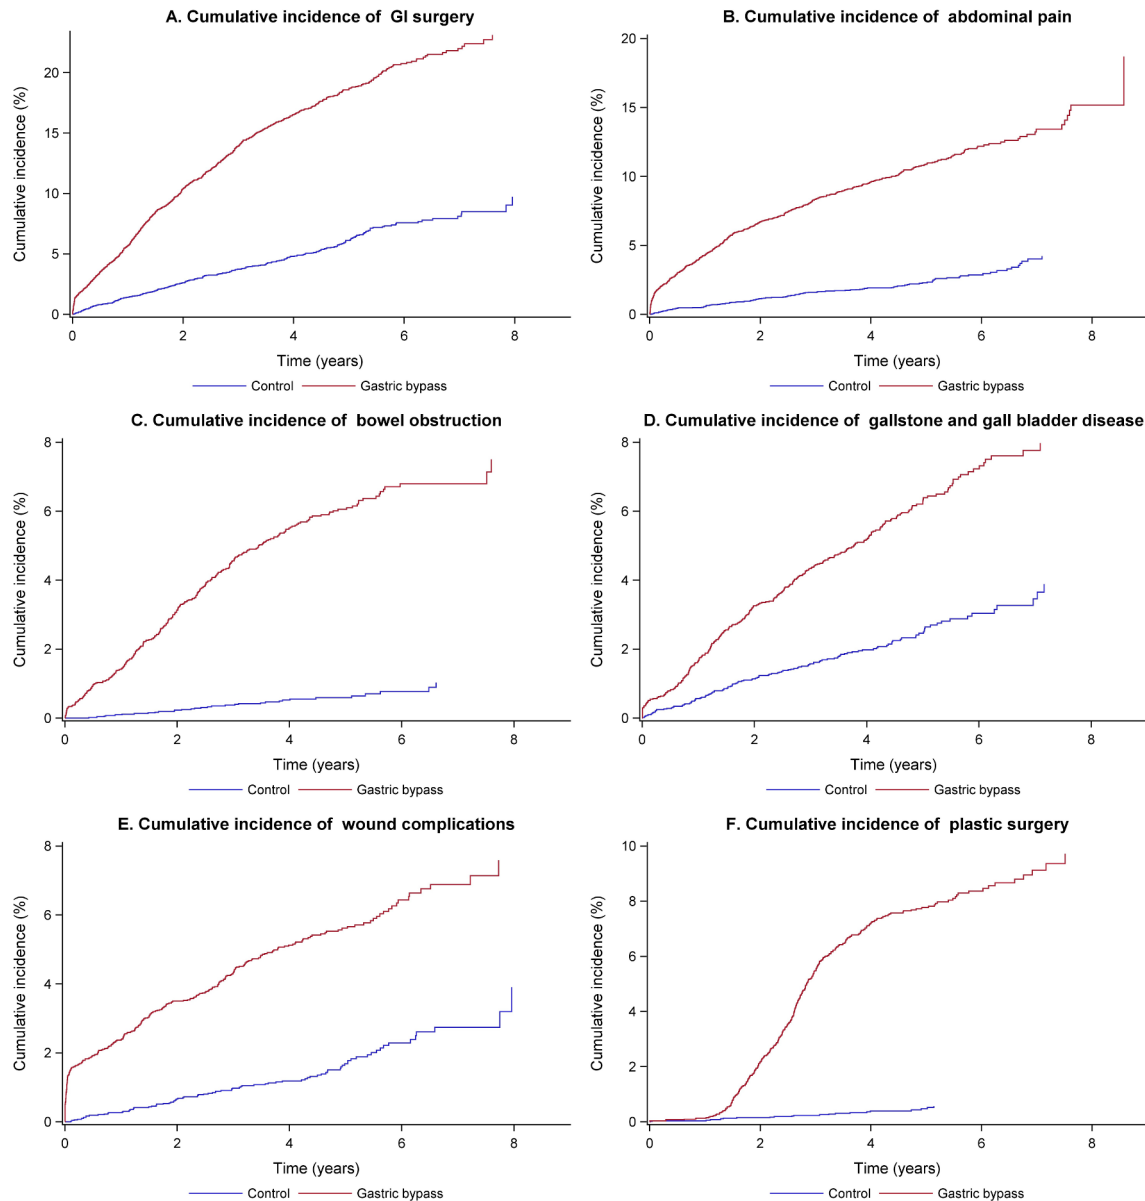 A. Cumulative incidence of GI surgery
Cumulative incidence (%)
20
15
10
5
0
0 2 4 6 8
Time (years)
Control Gastric bypass
B. Cumulative incidence of abdominal pain
Cumulative incidence (%)
20
15
10
5
0
0 2 4 6 8
Time (years)
Control Gastric bypass
C. Cumulative incidence of bowel obstruction
Cumulative incidence (%)
8
6
4
2
0
0 2 4 6 8
Time (years)
Control Gastric bypass
D. Cumulative incidence of gallstone and gall bladder disease
Cumulative incidence (%)
8
6
4
2
0
0 2 4 6 8
Time (years)
Control Gastric bypass
E. Cumulative incidence of wound complications
Cumulative incidence (%)
8
6
4
2
0
0 2 4 6 8
Time (years)
Control Gastric bypass
F. Cumulative incidence of plastic surgery
Cumulative incidence (%)
10
8
6
4
2
0
0 2 4 6 8
Time (years)
Control Gastric bypass